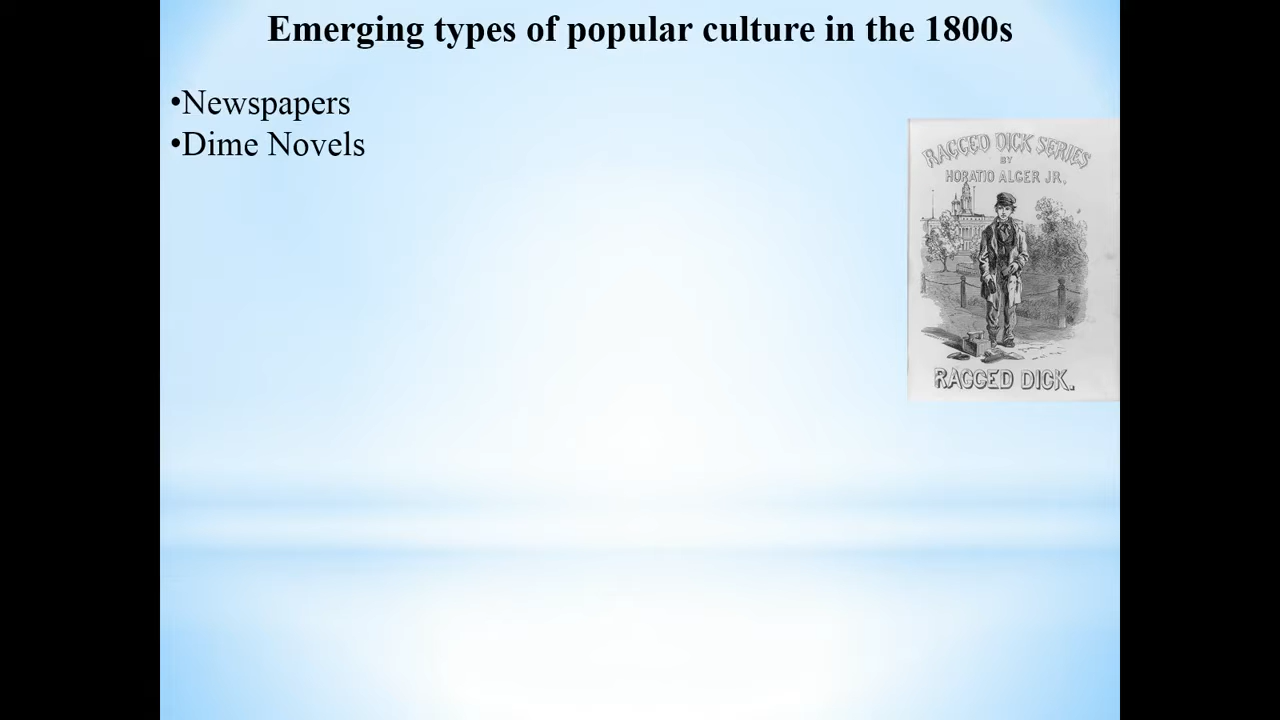 Emerging types of popular culture in the 1800s
•Newspapers
•Dime Novels
RAGGED DICK SERIES
BY
HORATIO ALGER JR.
RAGGED DICK.